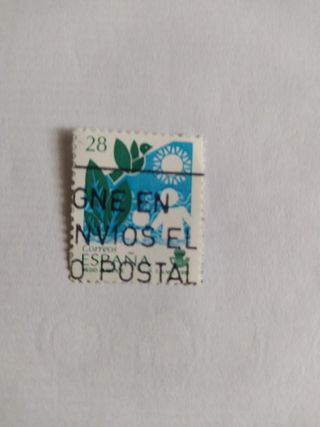 28
GNE EN
NVIOS EL
Correos
ESPAÑA
O POSTAL